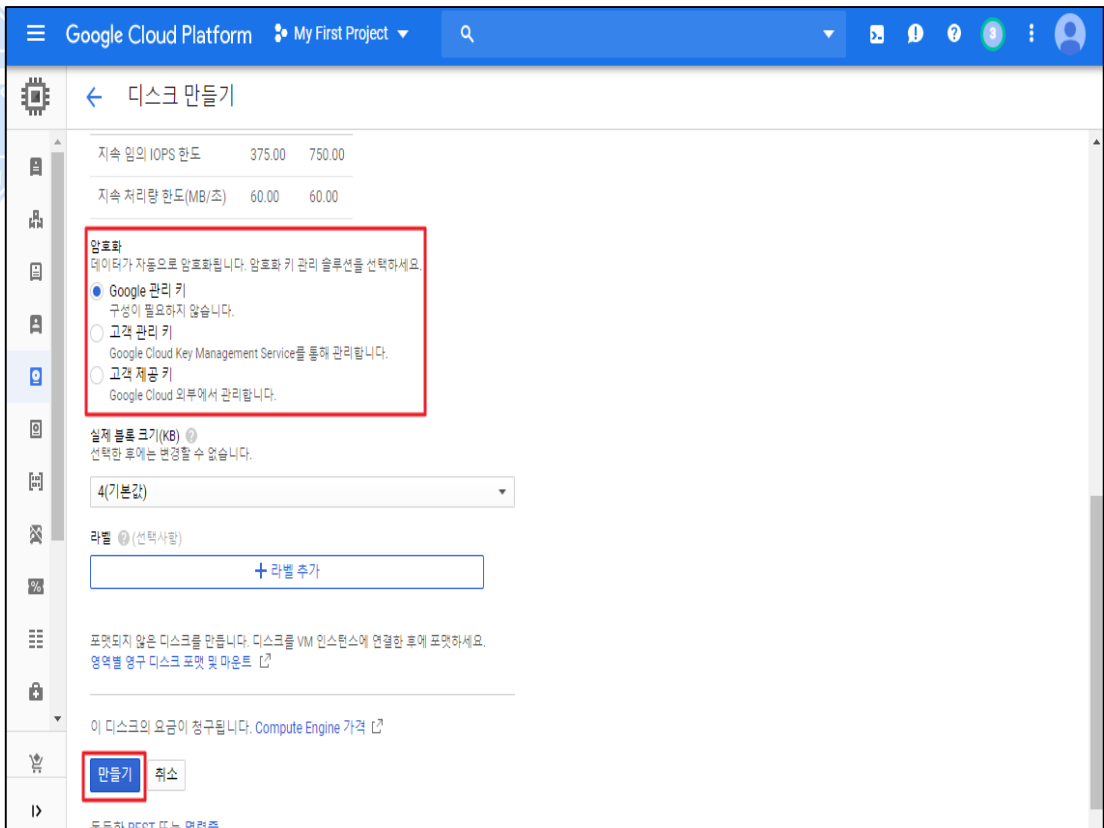 Google Cloud Platform My First Project
3
디스크 만들기
지속 임의 IOPS 한도 375.00 750.00
지속 처리량 한도(MB/초) 60.00 60.00
암호화
데이터가 자동으로 암호화됩니다. 암호화 키 관리 솔루션을 선택하세요.
Google 관리 키
구성이 필요하지 않습니다.
고객 관리 키
Google Cloud Key Management Service를 통해 관리합니다.
고객 제공 키
Google Cloud 외부에서 관리합니다.
실제 블록 크기(KB)
선택한 후에는 변경할 수 없습니다.
4(기본값)
라벨 (선택사항)
+ 라벨 추가
포맷되지 않은 디스크를 만듭니다. 디스크를 VM 인스턴스에 연결한 후에 포맷하세요.
영역별 영구 디스크 포맷 및 마운트
이 디스크의 요금이 청구됩니다. Compute Engine 가격
만들기 취소
동등한 REST 또는 명령줄